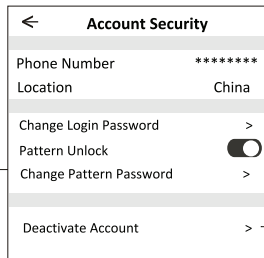 Account Security
Phone Number ********
Location China
Change Login Password >
Pattern Unlock
Change Pattern Password >
Deactivate Account >